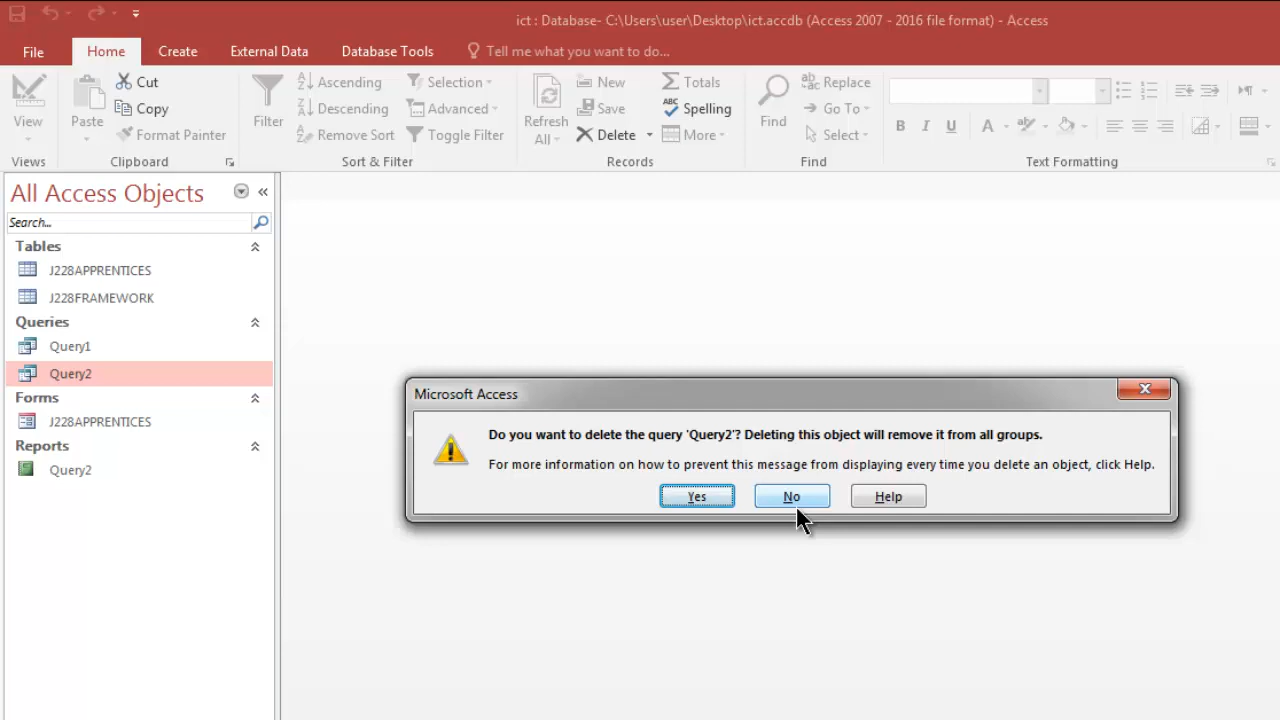 ict : Database- C:\Users\user\Desktop\ict.accdb (Access 2007 - 2016 file format) - Access
File Home Create External Data Database Tools Tell me what you want to do...
View
Views
Paste
Cut
Copy
Format Painter
Clipboard
Filter
Ascending
Descending
Remove Sort
Selection
Advanced
Toggle Filter
Sort & Filter
Refresh
All
New
Save
Delete
Totals
Spelling
More
Records
Find
Replace
Go To
Select
Find
B I U A
Text Formatting
All Access Objects
Search...
Tables
J228APPRENTICES
J228FRAMEWORK
Queries
Query1
Query2
Forms
J228APPRENTICES
Reports
Query2
Microsoft Access
Do you want to delete the query 'Query2'? Deleting this object will remove it from all groups.
For more information on how to prevent this message from displaying every time you delete an object, click Help.
Yes No Help